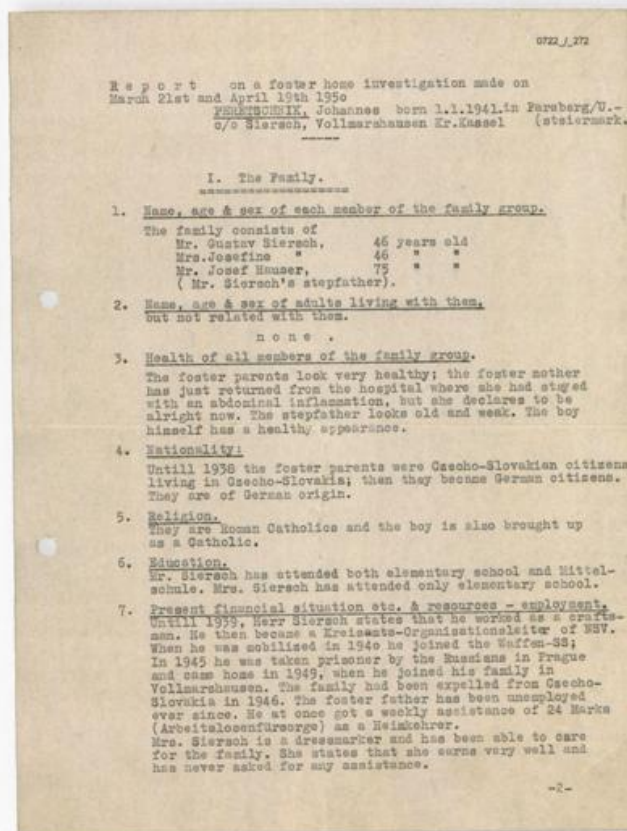 0722_/_272
R e p o r t   on a foster home investigation made on
March 21st and April 19th 1950
PERETSCHNIK, Johannes born 1.1.1941.in Parsberg/U.-
c/o Siersch, Vollmarshausen Kr.Kassel (steiermark.
I. The Family.
1. Name, age & sex of each member of the family group.
The family consists of
Mr. Gustav Siersch, 46 years old
Mrs.Josefine " 46 " "
Mr. Josef Hauser, 75 " "
( Mr. Siersch's stepfather).
2. Name, age & sex of adults living with them,
but not related with them.
n o n e .
3. Health of all members of the family group.
The foster parents look very healthy; the foster mother
has just returned from the hospital where she had stayed
with an abdominal inflammation, but she declares to be
alright now. The stepfather looks old and weak. The boy
himself has a healthy appearance.
4. Nationality:
Untill 1938 the foster parents were Czecho-Slovakian citizens
living in Czecho-Slovakia; then they became German citizens.
They are of German origin.
5. Religion.
They are Roman Catholics and the boy is also brought up
as a Catholic.
6. Education.
Mr. Siersch has attended both elementary school and Mittel-
schule. Mrs. Siersch has attended only elementary school.
7. Present financial situation etc. & resources - employment.
Untill 1939, Herr Siersch states that he worked as a crafts-
man. He then became a Kreisamts-Organisationsleiter of NSV.
When he was mobilised in 1940 he joined the Waffen-SS;
In 1945 he was taken prisoner by the Russians in Prague
and came home in 1949, when he joined his family in
Vollmarshausen. The family had been expelled from Czecho-
Slovakia in 1946. The foster father has been unemployed
ever since. He at once got a weekly assistance of 24 Marks
(Arbeitslosenfürsorge) as a Heimkehrer.
Mrs. Siersch is a dressmarker and has been able to care
for the family. She states that she earns very well and
has never asked for any assistance.
-2-